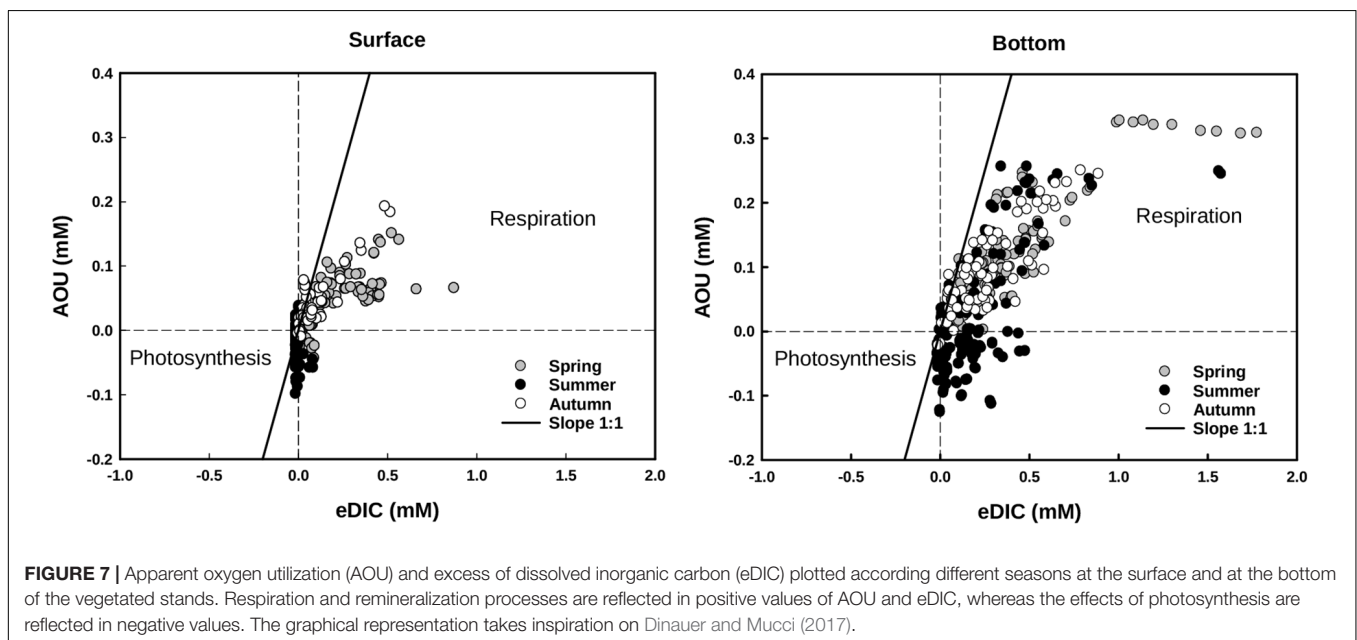 Surface
0.4
0.3
0.2
0.1
0.0
-0.1
-0.2
AOU (mM)
Respiration
Photosynthesis
Spring
Summer
Autumn
Slope 1:1
-1.0 -0.5 0.0 0.5 1.0 1.5 2.0
eDIC (mM)
Bottom
0.4
0.3
0.2
0.1
0.0
-0.1
-0.2
AOU (mM)
Respiration
Photosynthesis
Spring
Summer
Autumn
Slope 1:1
-1.0 -0.5 0.0 0.5 1.0 1.5 2.0
eDIC (mM)
FIGURE 7 | Apparent oxygen utilization (AOU) and excess of dissolved inorganic carbon (eDIC) plotted according different seasons at the surface and at the bottom
of the vegetated stands. Respiration and remineralization processes are reflected in positive values of AOU and eDIC, whereas the effects of photosynthesis are
reflected in negative values. The graphical representation takes inspiration on Dinauer and Mucci (2017).